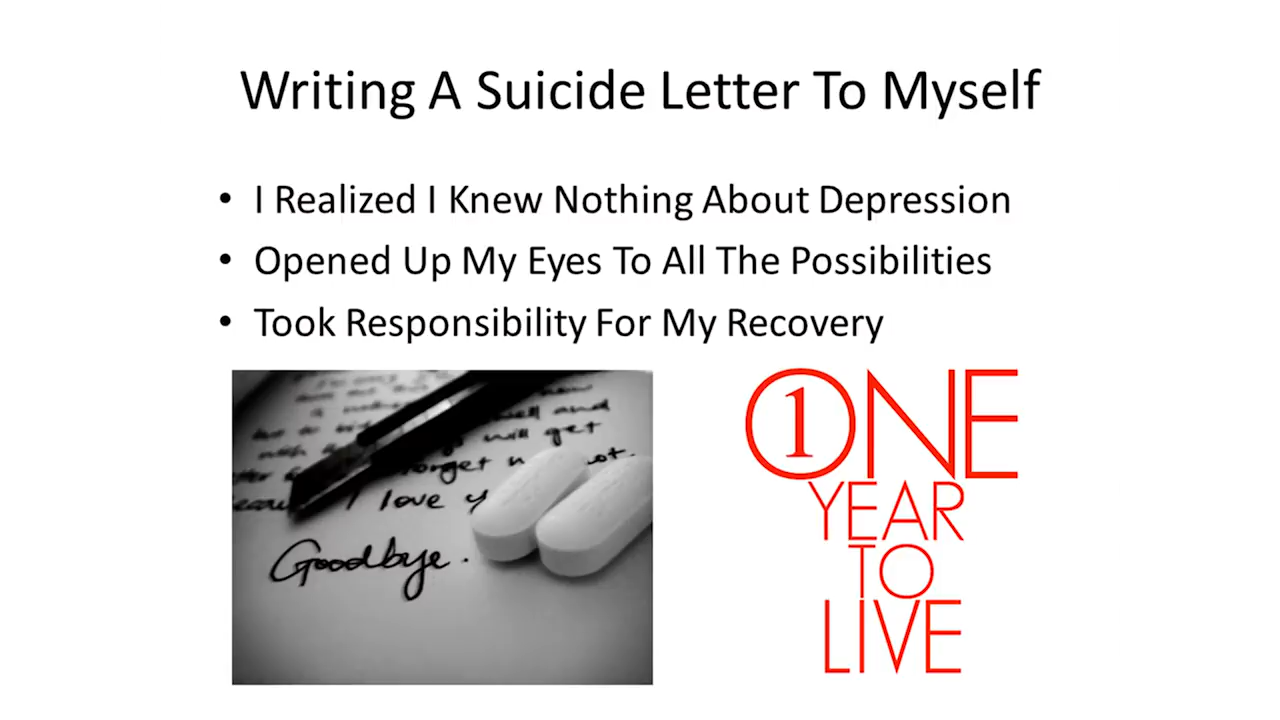 Writing A Suicide Letter To Myself
• I Realized I Knew Nothing About Depression
• Opened Up My Eyes To All The Possibilities
• Took Responsibility For My Recovery
well and
will get
I love
Goodbye.
1 ONE
YEAR
TO
LIVE